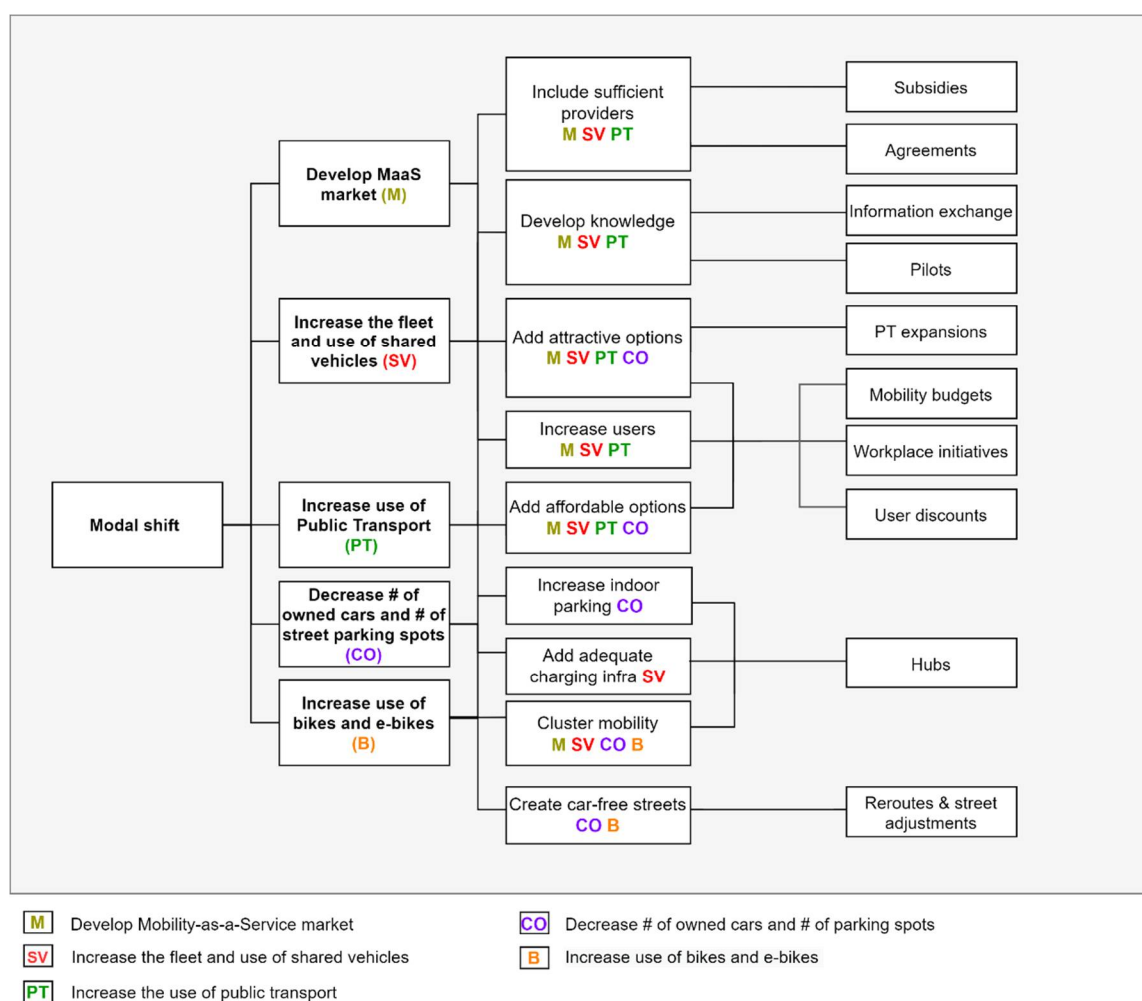 Modal shift
Develop MaaS
market (M)
Increase the fleet
and use of shared
vehicles (SV)
Increase use of
Public Transport
(PT)
Decrease # of
owned cars and # of
street parking spots
(CO)
Increase use of
bikes and e-bikes
(B)
Include sufficient
providers
M SV PT
Develop knowledge
M SV PT
Add attractive options
M SV PT CO
Increase users
M SV PT
Add affordable options
M SV PT CO
Increase indoor
parking CO
Add adequate
charging infra SV
Cluster mobility
M SV CO B
Create car-free streets
CO B
Subsidies
Agreements
Information exchange
Pilots
PT expansions
Mobility budgets
Workplace initiatives
User discounts
Hubs
Reroutes & street
adjustments
M Develop Mobility-as-a-Service market
SV Increase the fleet and use of shared vehicles
PT Increase the use of public transport
CO Decrease # of owned cars and # of parking spots
B Increase use of bikes and e-bikes